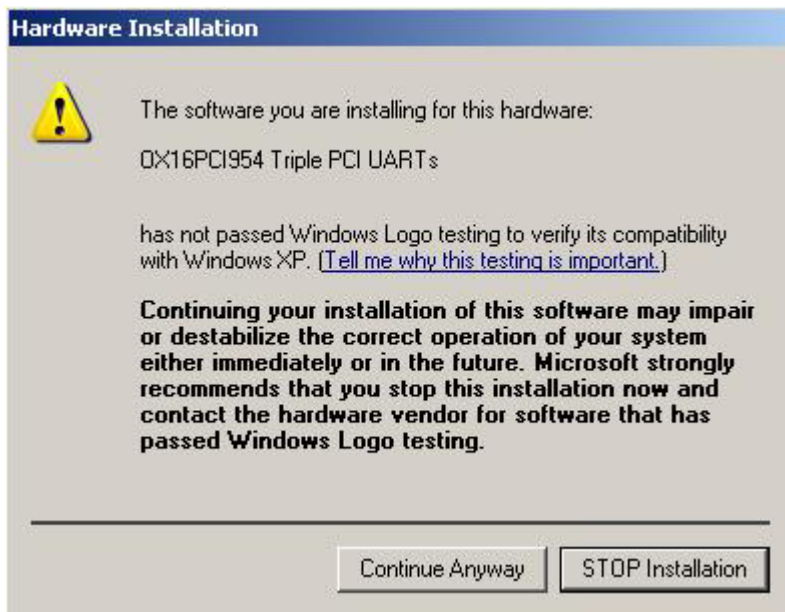 Hardware Installation
The software you are installing for this hardware:
OX16PCI954 Triple PCI UARTs
has not passed Windows Logo testing to verify its compatibility
with Windows XP. (Tell me why this testing is important.)
Continuing your installation of this software may impair
or destabilize the correct operation of your system
either immediately or in the future. Microsoft strongly
recommends that you stop this installation now and
contact the hardware vendor for software that has
passed Windows Logo testing.
Continue Anyway
STOP Installation